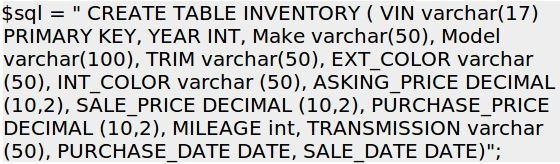 $sql = " CREATE TABLE INVENTORY ( VIN varchar(17)
PRIMARY KEY, YEAR INT, Make varchar(50), Model
varchar(100), TRIM varchar(50), EXT_COLOR varchar
(50), INT_COLOR varchar (50), ASKING_PRICE DECIMAL
(10,2), SALE_PRICE DECIMAL (10,2), PURCHASE_PRICE
DECIMAL (10,2), MILEAGE int, TRANSMISSION varchar
(50), PURCHASE_DATE DATE, SALE_DATE DATE)";